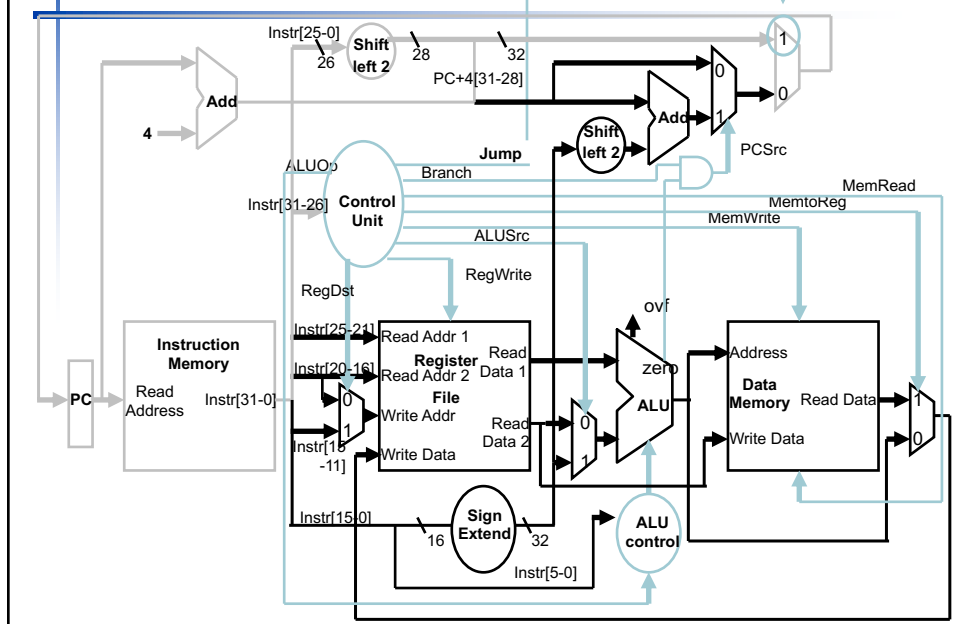 Instr[25-0]
26
Shift
left 2
28
32
PC+4[31-28]
1
0
Add
4
0
1
Add
Shift
left 2
PCSrc
Jump
Branch
ALUOp
Instr[31-26]
Control
Unit
MemRead
MemtoReg
MemWrite
ALUSrc
RegWrite
RegDst
ovf
zero
Instruction
Memory
PC
Read
Address
Instr[31-0]
Instr[25-21]
Read Addr 1
Instr[20-16]
Register
Read Addr 2
File
0
Write Addr
1
Instr[15
-11]
Write Data
Read
Data 1
Read
Data 2
0
1
ALU
Address
Data
Memory
Read Data
Write Data
1
0
Instr[15-0]
16
Sign
Extend
32
ALU
control
Instr[5-0]